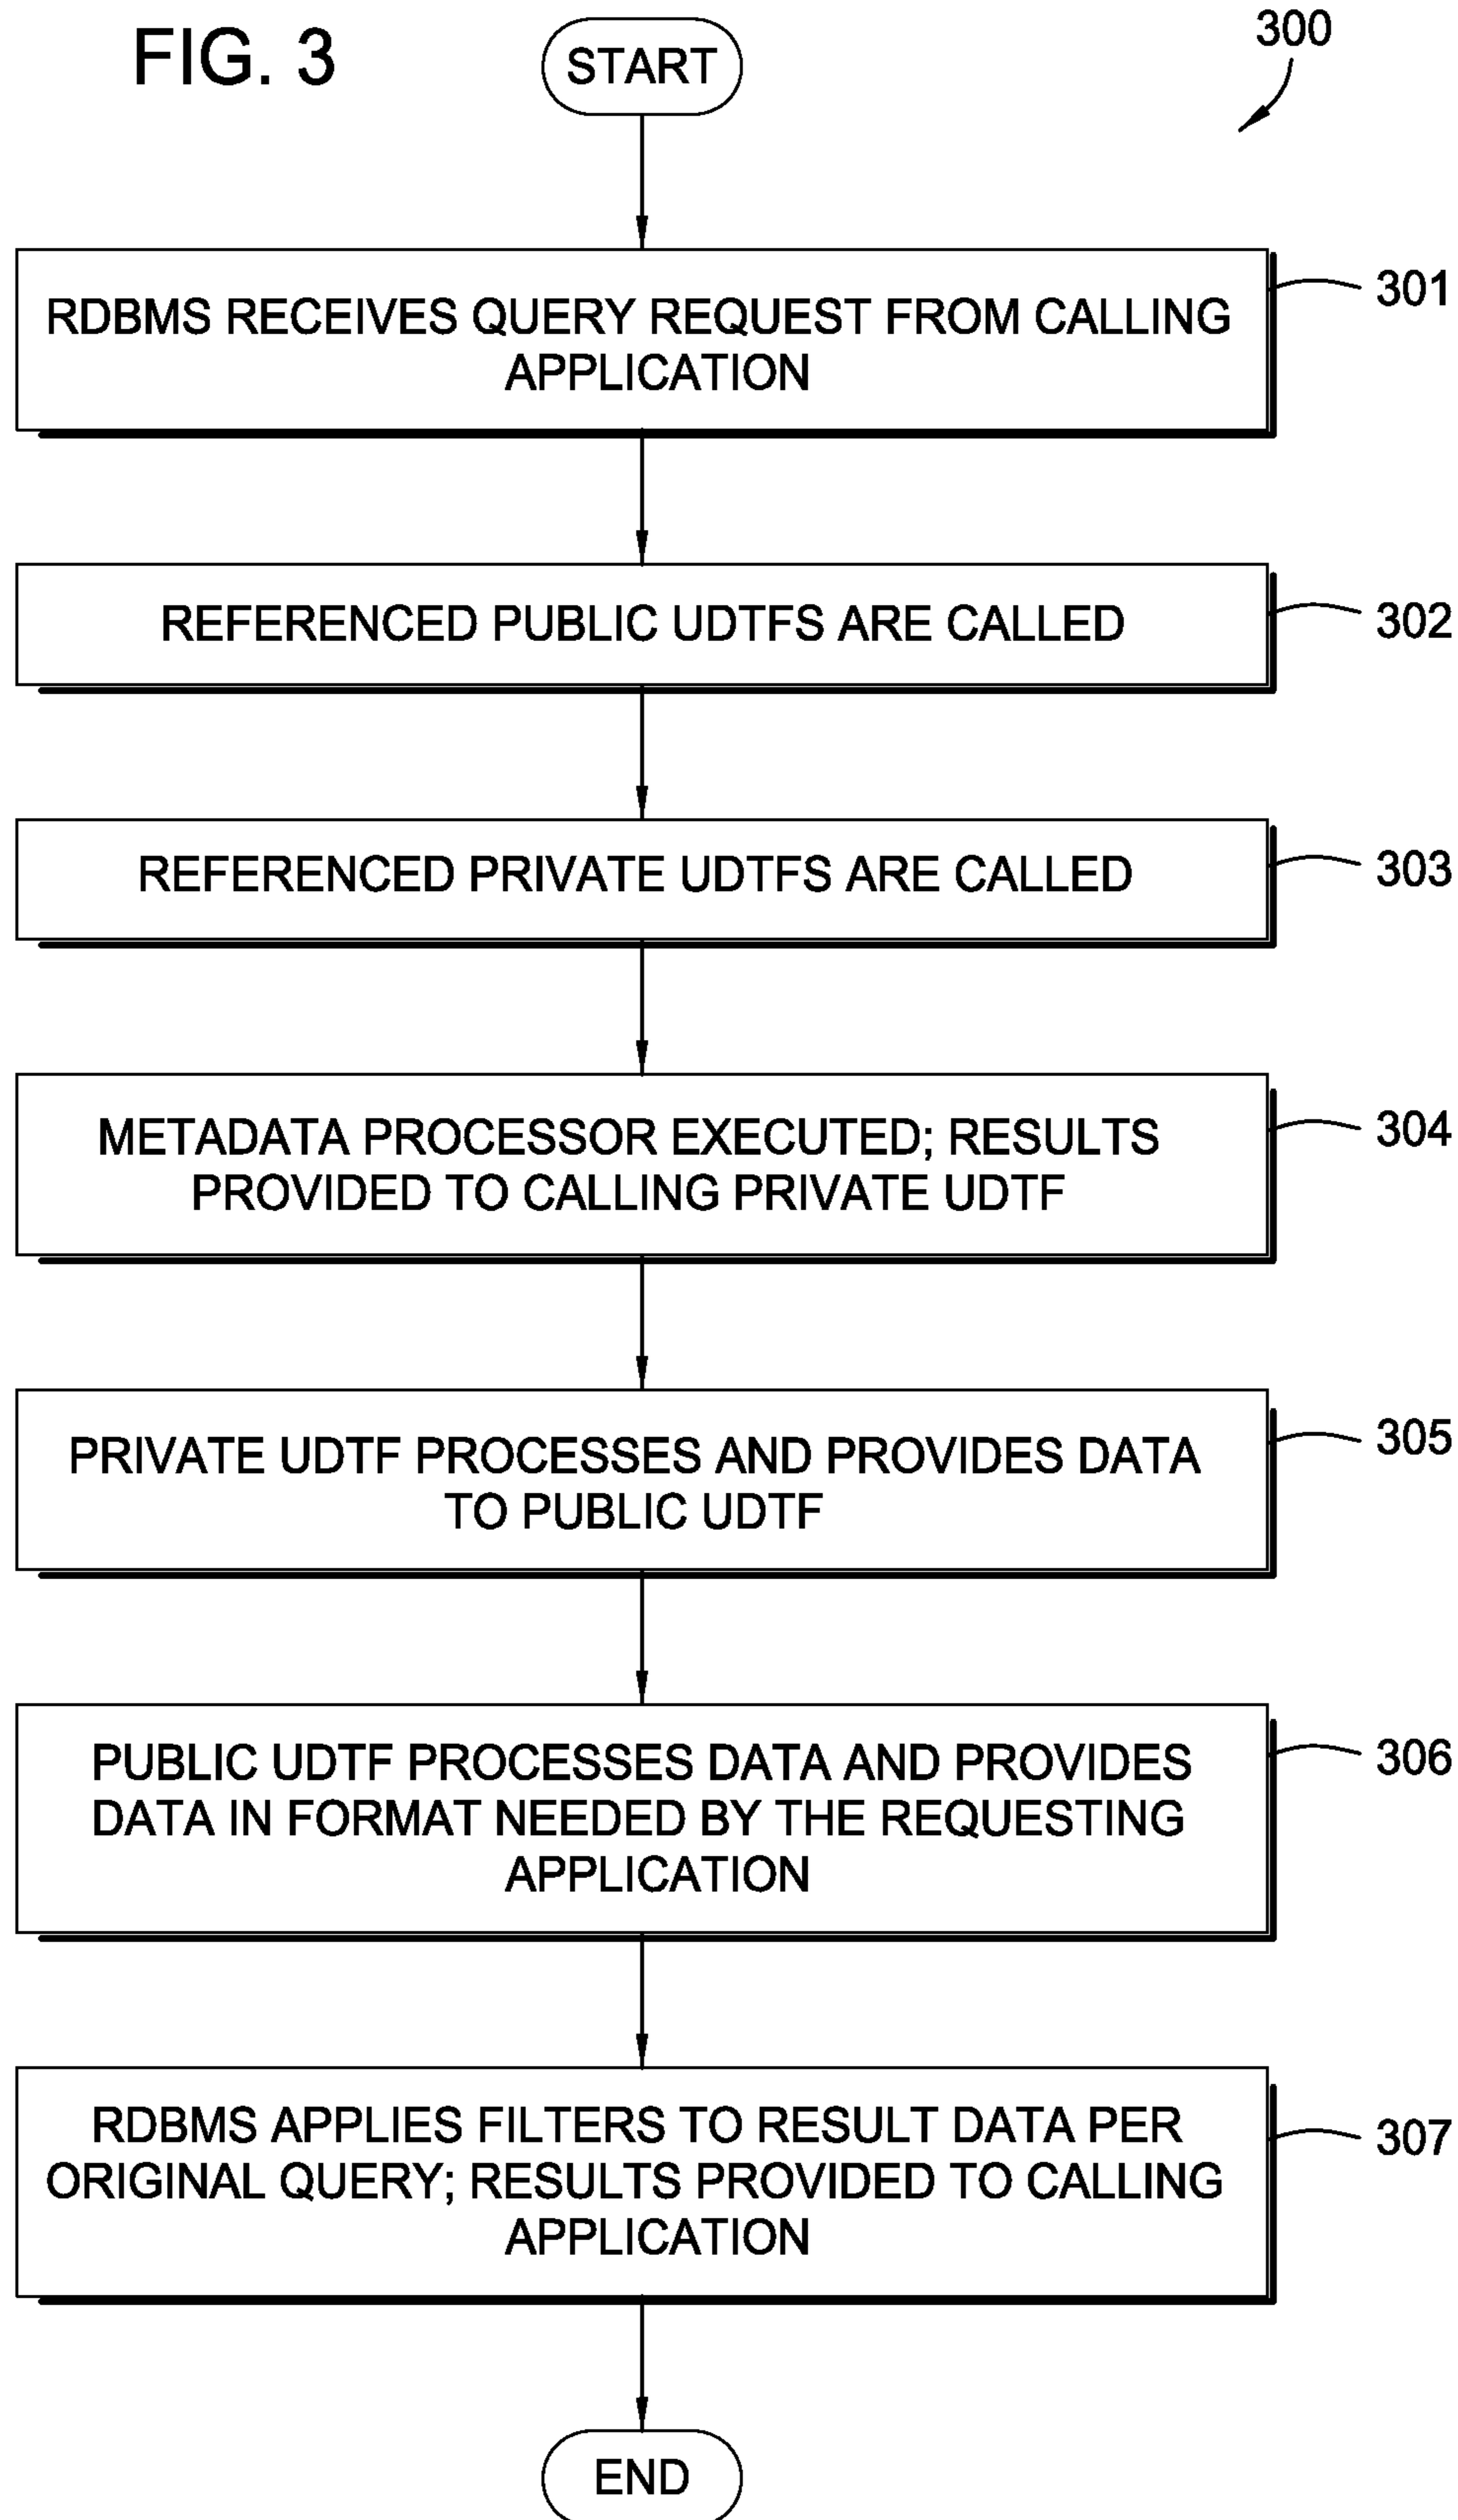 FIG. 3
START
300
RDBMS RECEIVES QUERY REQUEST FROM CALLING
APPLICATION
301
REFERENCED PUBLIC UDTFS ARE CALLED
302
REFERENCED PRIVATE UDTFS ARE CALLED
303
METADATA PROCESSOR EXECUTED; RESULTS
PROVIDED TO CALLING PRIVATE UDTF
304
PRIVATE UDTF PROCESSES AND PROVIDES DATA
TO PUBLIC UDTF
305
PUBLIC UDTF PROCESSES DATA AND PROVIDES
DATA IN FORMAT NEEDED BY THE REQUESTING
APPLICATION
306
RDBMS APPLIES FILTERS TO RESULT DATA PER
ORIGINAL QUERY; RESULTS PROVIDED TO CALLING
APPLICATION
307
END